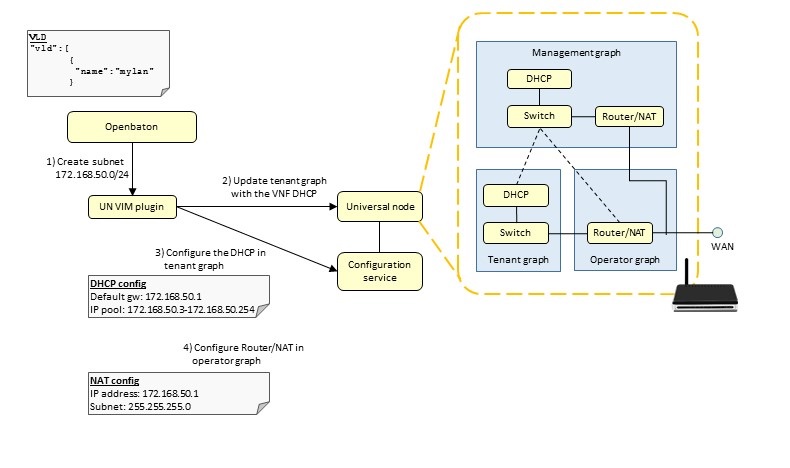 VLD
"vld":[
{
"name":"mylan"
}
Openbaton
1) Create subnet
172.168.50.0/24
UN VIM plugin
2) Update tenant graph
with the VNF DHCP
Universal node
3) Configure the DHCP in
tenant graph
Configuration
service
DHCP config
Default gw: 172.168.50.1
IP pool: 172.168.50.3-172.168.50.254
4) Configure Router/NAT in
operator graph
NAT config
IP address: 172.168.50.1
Subnet: 255.255.255.0
Management graph
DHCP
Switch
Router/NAT
DHCP
Switch
Tenant graph
Router/NAT
Operator graph
WAN